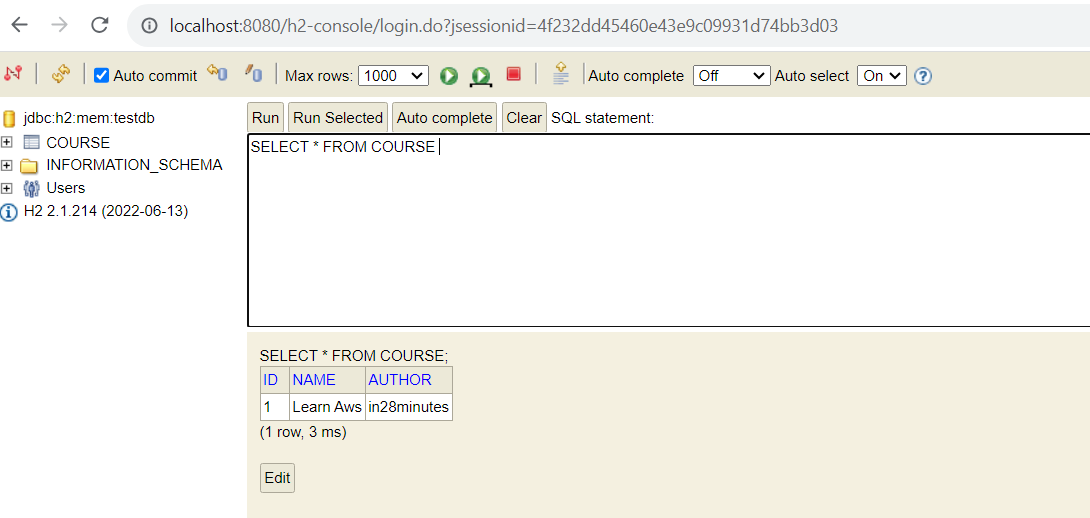 localhost:8080/h2-console/login.do?jsessionid=4f232dd45460e43e9c09931d74bb3d03
Auto commit Max rows: 1000 Auto complete Off Auto select On ?
jdbc:h2:mem:testdb
COURSE
INFORMATION_SCHEMA
Users
H2 2.1.214 (2022-06-13)
Run Run Selected Auto complete Clear SQL statement:
SELECT * FROM COURSE
SELECT * FROM COURSE;
ID NAME AUTHOR
1 Learn Aws in28minutes
(1 row, 3 ms)
Edit